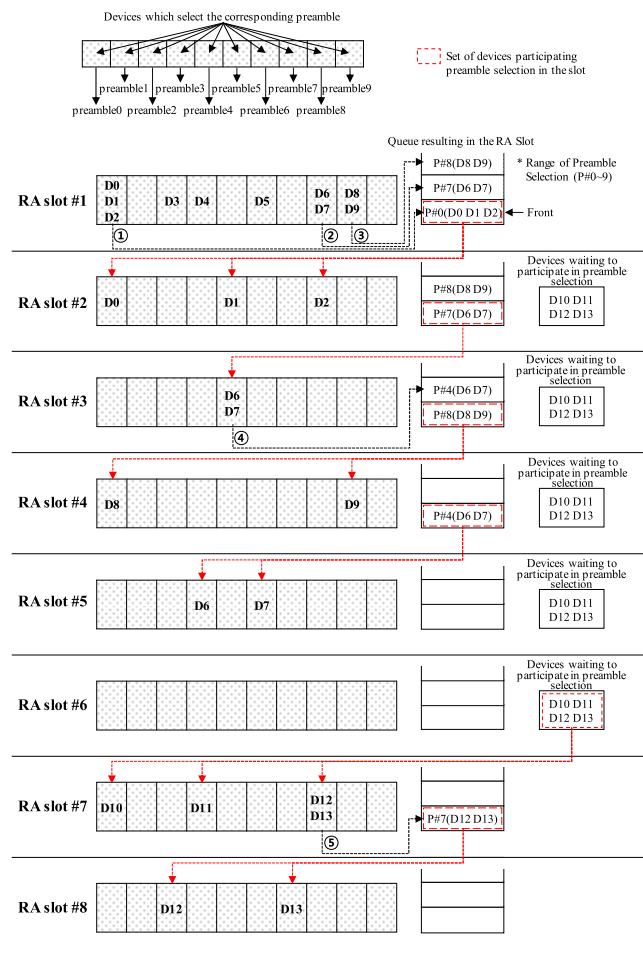 Devices which select the corresponding preamble
Set of devices participating
preamble selection in the slot
preamble1 preamble3 preamble5 preamble7 preamble9
preamble0 preamble2 preamble4 preamble6 preamble8
Queue resulting in the RA Slot
* Range of Preamble
Selection (P#0~9)
RA slot #1
D0
D1
D2
D3
D4
D5
D6
D7
D8
D9
P#8(D8 D9)
P#7(D6 D7)
P#0(D0 D1 D2)
Front
①
②
③
RA slot #2
D0
D1
D2
P#8(D8 D9)
P#7(D6 D7)
Devices waiting to
participate in preamble
selection
D10 D11
D12 D13
RA slot #3
D6
D7
④
P#4(D6 D7)
P#8(D8 D9)
Devices waiting to
participate in preamble
selection
D10 D11
D12 D13
RA slot #4
D8
D9
P#4(D6 D7)
Devices waiting to
participate in preamble
selection
D10 D11
D12 D13
RA slot #5
D6
D7
Devices waiting to
participate in preamble
selection
D10 D11
D12 D13
RA slot #6
Devices waiting to
participate in preamble
selection
D10 D11
D12 D13
RA slot #7
D10
D11
D12
D13
⑤
P#7(D12 D13)
RA slot #8
D12
D13